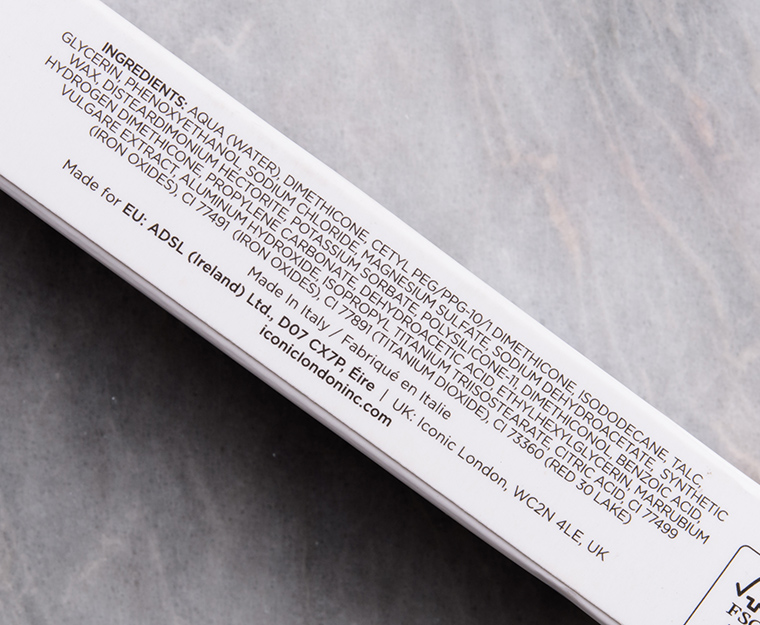 INGREDIENTS: AQUA (WATER), DIMETHICONE, CETYL PEG/PPG-10/1 DIMETHICONE, ISODODECANE, TALC,
GLYCERIN, PHENOXYETHANOL, SODIUM CHLORIDE, MAGNESIUM SULFATE, SODIUM DEHYDROACETATE, SYNTHETIC
WAX, DISTEARDIMONIUM HECTORITE, POTASSIUM SORBATE, POLYSILICONE-11, DIMETHICONOL, BENZOIC ACID,
HYDROGEN DIMETHICONE, PROPYLENE CARBONATE, DEHYDROACETIC ACID, ETHYLHEXYLGLYCERIN, MARRUBIUM
VULGARE EXTRACT, ALUMINUM HYDROXIDE, ISOPROPYL TITANIUM TRIISOSTEARATE, CITRIC ACID, CI 77499
(IRON OXIDES), CI 77491 (IRON OXIDES), CI 77891 (TITANIUM DIOXIDE), CI 73360 (RED 30 LAKE)
Made In Italy / Fabriqué en Italie
Made for EU: ADSL (Ireland) Ltd., D07 CX7P, Éire | UK: Iconic London, WC2N 4LE, UK
iconiclondoninc.com
FSC